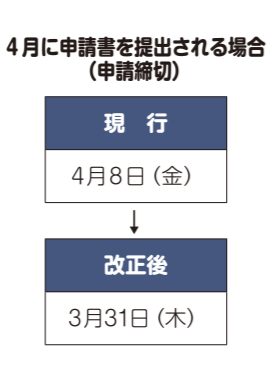 4月に申請書を提出される場合
（申請締切）
現　行
4月8日（金）
↓
改正後
3月31日（木）